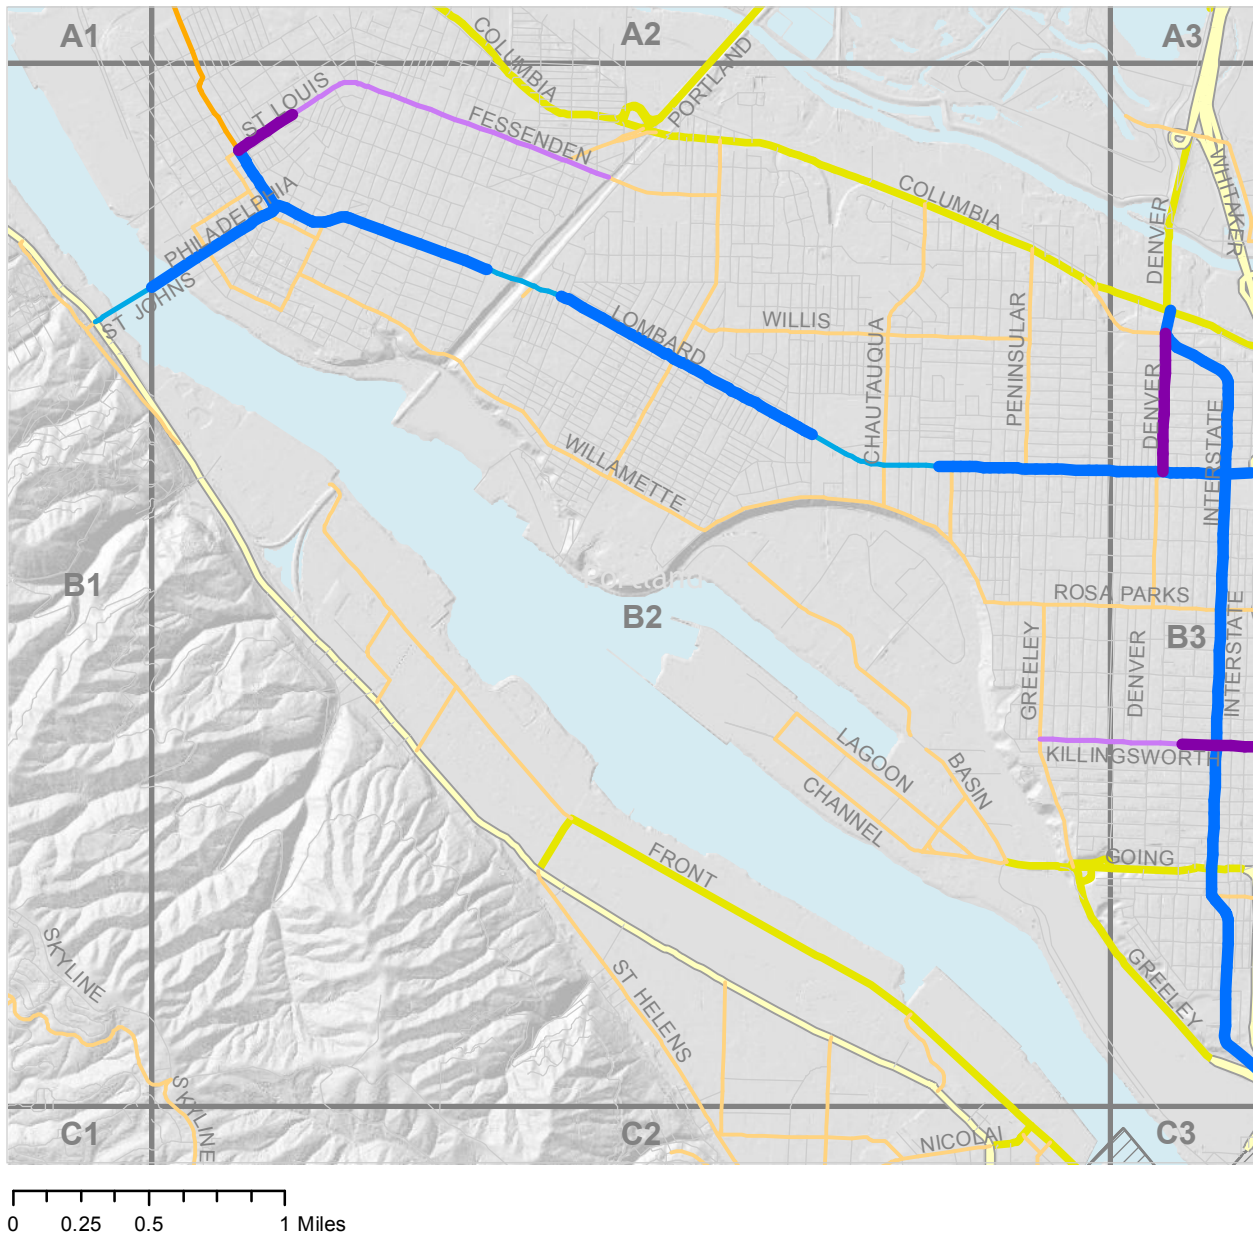 A1
A2
A3
COLUMBIA
PORTLAND
ST LOUIS
FESSENDEN
WHITAKER
PHILADELPHIA
COLUMBIA
DENVER
ST JOHNS
LOMBARD
WILLIS
CHAUTAUQUA
PENINSULAR
DENVER
INTERSTATE
WILLAMETTE
B1
Portland
B2
ROSA PARKS
B3
GREELEY
DENVER
INTERSTATE
LAGOON
BASIN
KILLINGSWORTH
CHANNEL
FRONT
GOING
SKYLINE
ST HELENS
GREELEY
SKYLINE
C1
C2
NICOLAI
C3
0 0.25 0.5 1 Miles